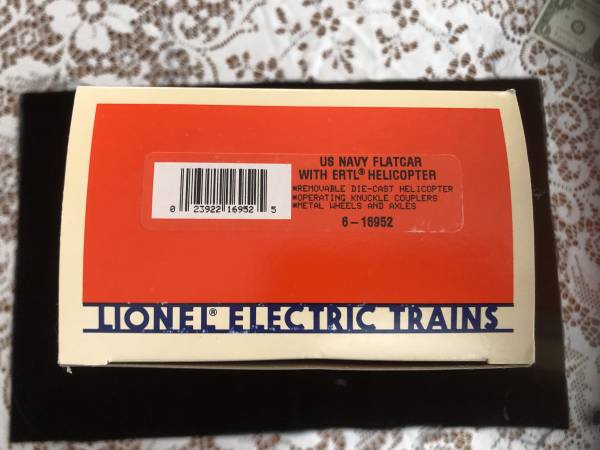 US NAVY FLATCAR
WITH ERTL® HELICOPTER
*REMOVABLE DIE-CAST HELICOPTER
*OPERATING KNUCKLE COUPLERS
*METAL WHEELS AND AXLES
6-16952
0 23922 16952 5
LIONEL® ELECTRIC TRAINS